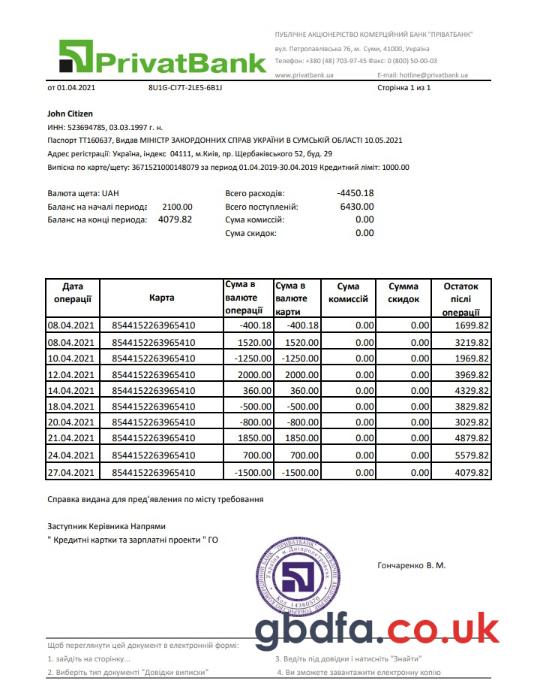 ПУБЛІЧНЕ АКЦІОНЕРІСТВО КОМЕРЦІЙНИЙ БАНК "ПРІВАТБАНК"
вул. Петропавлівська 76, м. Суми, 41000, Україна
Телефон: +380 (48) 703-97-45 Факс: 0 (800) 50-00-03
www.privatbank.ua E-mail: hotline@privatbank.ua
PrivatBank
от 01.04.2021 8U1G-CI7T-2LE5-6B1J Сторінка 1 из 1
John Citizen
ИНН: 523694785, 03.03.1997 г. н.
Паспорт ТТ160637, Видав МІНІСТР ЗАКОРДОННИХ СПРАВ УКРАЇНИ В СУМСЬКІЙ ОБЛАСТІ 10.05.2021
Адрес регістрації: Україна, індекс 04111, м.Київ, пр. Щербаківського 52, буд. 29
Випіска по карте/щету: 3671521000148079 за период 01.04.2019-30.04.2019 Кредитний ліміт: 1000.00
Валюта щета: UAH Всего расходів: -4450.18
Баланс на началі периода: 2100.00 Всего поступленій: 6430.00
Баланс на конці периода: 4079.82 Сума комиссій: 0.00
Сума скидок: 0.00
Дата операції Карта Сума в валюте операції Сума в валюте карти Сума комиссій Сумма скидок Остаток після операції
08.04.2021 8544152263965410 -400.18 -400.18 0.00 0.00 1699.82
08.04.2021 8544152263965410 1520.00 1520.00 0.00 0.00 3219.82
10.04.2021 8544152263965410 -1250.00 -1250.00 0.00 0.00 1969.82
12.04.2021 8544152263965410 2000.00 2000.00 0.00 0.00 3969.82
14.04.2021 8544152263965410 360.00 360.00 0.00 0.00 4329.82
18.04.2021 8544152263965410 -500.00 -500.00 0.00 0.00 3829.82
20.04.2021 8544152263965410 -800.00 -800.00 0.00 0.00 3029.82
21.04.2021 8544152263965410 1850.00 1850.00 0.00 0.00 4879.82
24.04.2021 8544152263965410 700.00 700.00 0.00 0.00 5579.82
27.04.2021 8544152263965410 -1500.00 -1500.00 0.00 0.00 4079.82
Справка видана для пред'явлення по місту требовання
Заступник Керівника Напрями
" Кредитні картки та зарплатні проекти " ГО
Гончаренко В. М.
gbdfa.co.uk
Щоб переглянути цей документ в електронній формі:
1. зайдіть на сторінку... 3. Ведіть під довідки і натисніть "Знайти"
2. Виберіть тип документу "Довідки виписки" 4. Ви зможете завантажити електронну копію